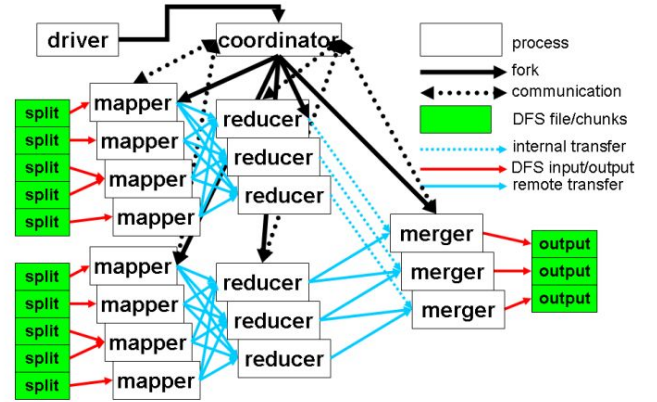 driver
coordinator
process
fork
communication
DFS file/chunks
internal transfer
DFS input/output
remote transfer
split
split
split
split
split
mapper
mapper
mapper
mapper
reducer
reducer
reducer
split
split
split
split
split
mapper
mapper
mapper
mapper
reducer
reducer
reducer
merger
merger
merger
output
output
output